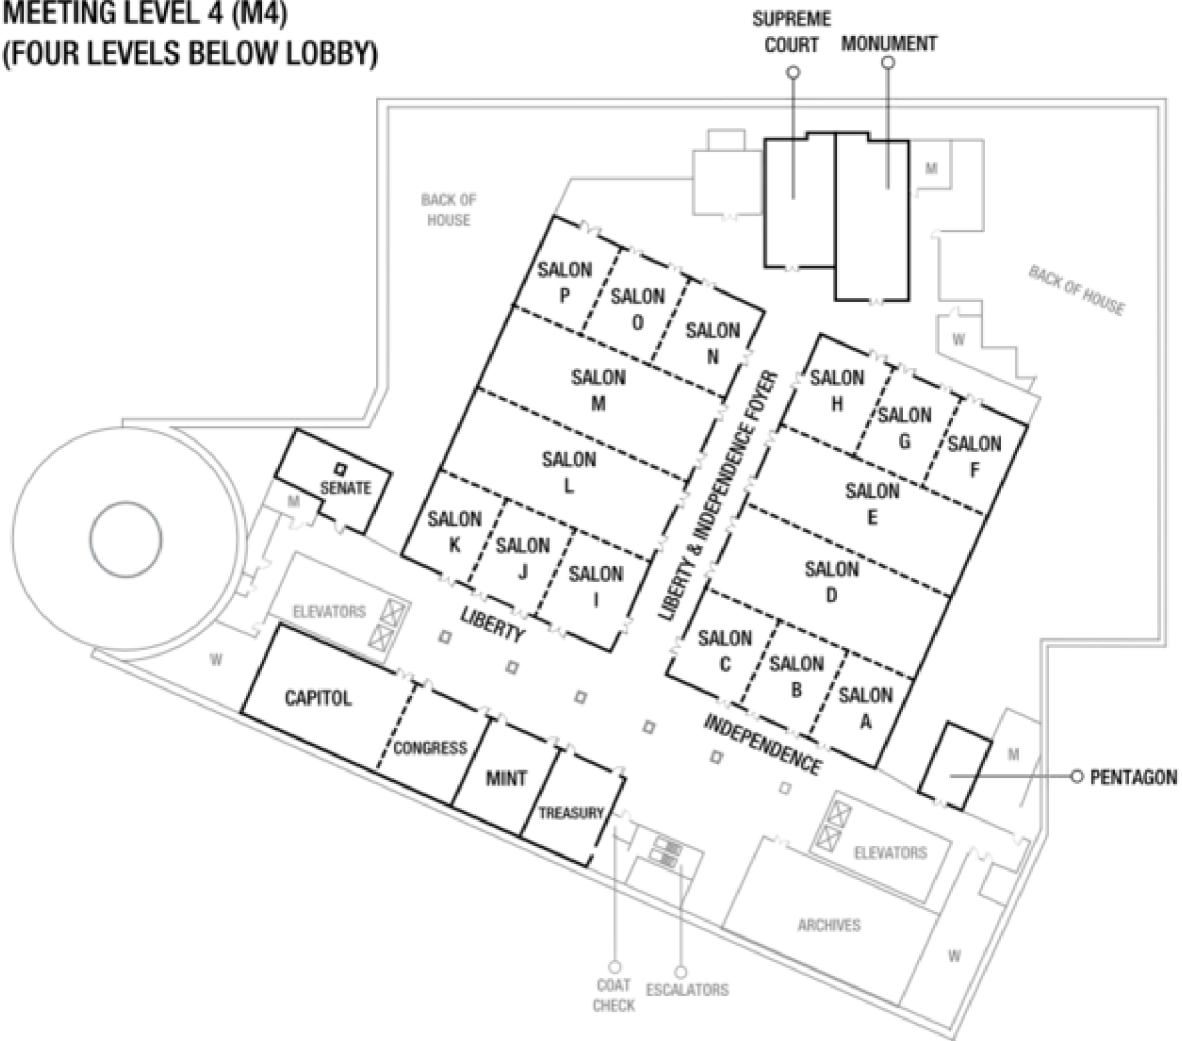 MEETING LEVEL 4 (M4)
(FOUR LEVELS BELOW LOBBY)
SUPREME
COURT
MONUMENT
M
BACK OF
HOUSE
BACK OF HOUSE
W
SALON
P
SALON
O
SALON
N
SALON
M
SALON
L
SALON
K
SALON
J
SALON
I
LIBERTY
LIBERTY & INDEPENDENCE FOYER
SALON
H
SALON
G
SALON
F
SALON
E
SALON
D
SALON
C
SALON
B
SALON
A
INDEPENDENCE
SENATE
M
ELEVATORS
W
CAPITOL
CONGRESS
MINT
TREASURY
M
PENTAGON
ELEVATORS
ARCHIVES
W
COAT
CHECK
ESCALATORS